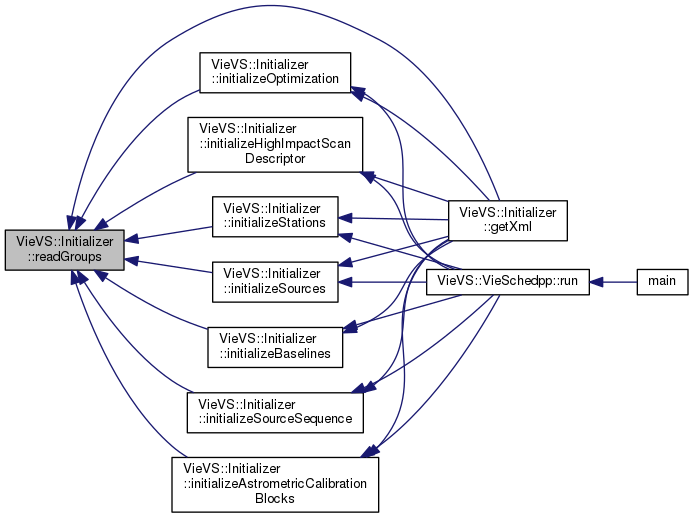 VieVS::Initializer
::initializeOptimization
VieVS::Initializer
::initializeHighImpactScan
Descriptor
VieVS::Initializer
::initializeStations
VieVS::Initializer
::getXml
VieVS::Initializer
::readGroups
VieVS::Initializer
::initializeSources
VieVS::VieSchedpp::run
main
VieVS::Initializer
::initializeBaselines
VieVS::Initializer
::initializeSourceSequence
VieVS::Initializer
::initializeAstrometricCalibration
Blocks